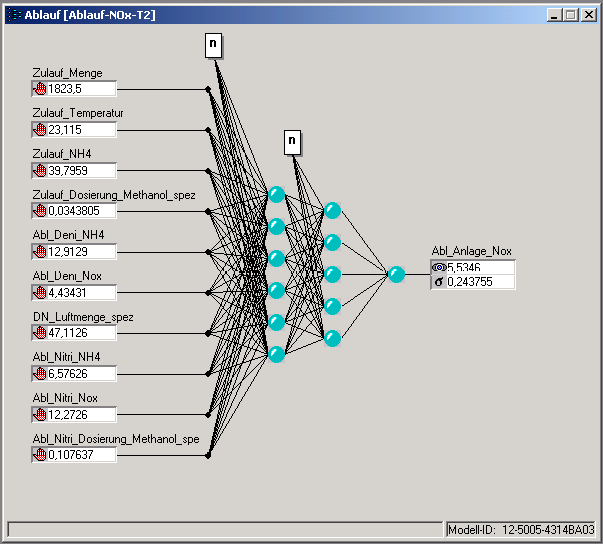 Ablauf [Ablauf-NOx-T2]
n
Zulauf_Menge
1823,5
Zulauf_Temperatur
23,115
n
Zulauf_NH4
39,7959
Zulauf_Dosierung_Methanol_spez
0,0343805
Abl_Deni_NH4
12,9129
Abl_Deni_Nox
4,43431
DN_Luftmenge_spez
47,1126
Abl_Nitri_NH4
6,57626
Abl_Nitri_Nox
12,2726
Abl_Nitri_Dosierung_Methanol_spe
0,107637
Abl_Anlage_Nox
5,5346
σ 0,243755
Modell-ID: 12-5005-4314BA03